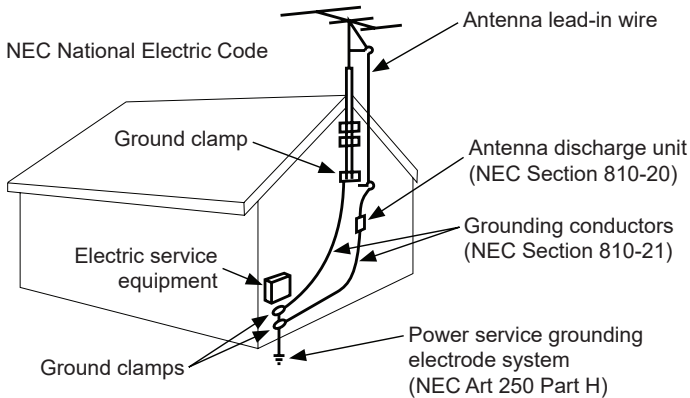 Antenna lead-in wire
NEC National Electric Code
Ground clamp
Antenna discharge unit
(NEC Section 810-20)
Grounding conductors
(NEC Section 810-21)
Electric service
equipment
Ground clamps
Power service grounding
electrode system
(NEC Art 250 Part H)